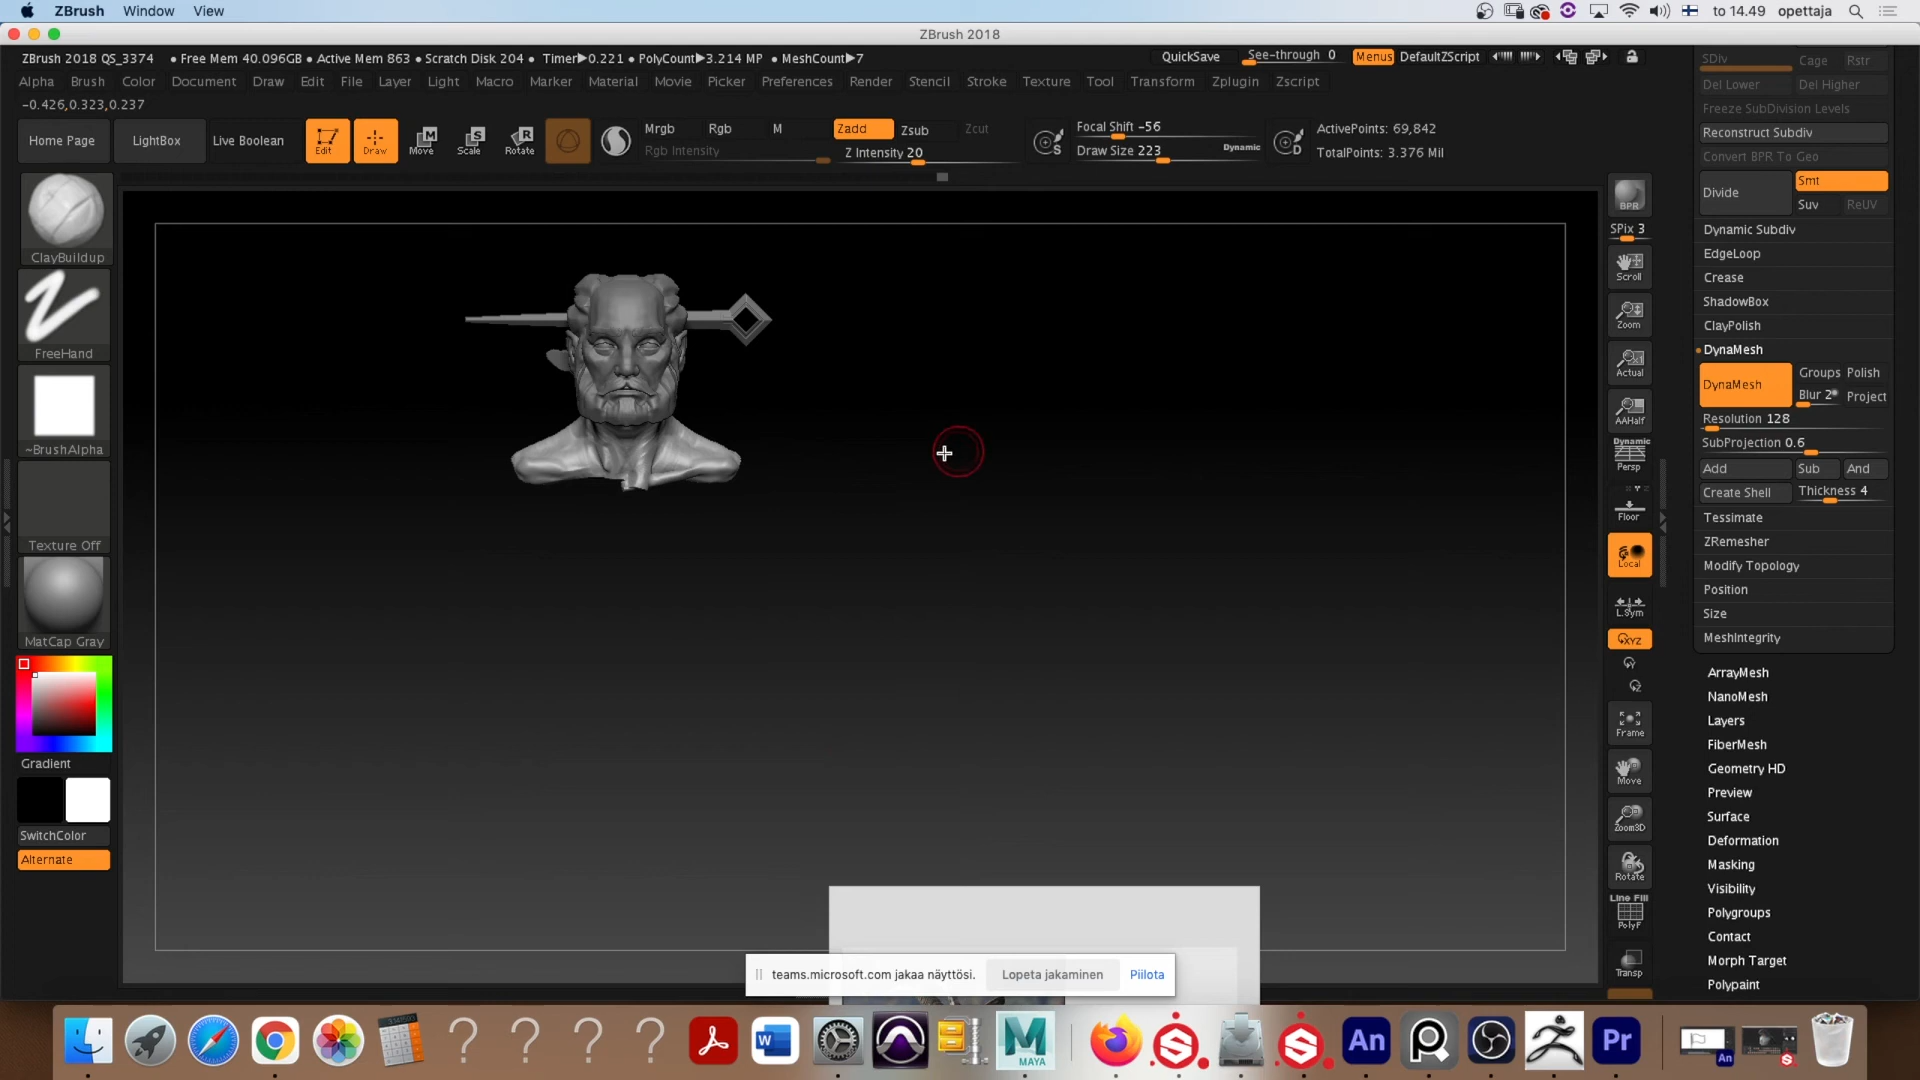 ZBrush Window View to 14.49 opettaja
ZBrush 2018
ZBrush 2018 QS_3374 • Free Mem 40.096GB • Active Mem 863 • Scratch Disk 204 • Timer▶0.221 • PolyCount▶3.214 MP • MeshCount▶7 QuickSave See-through 0 Menus DefaultZScript
Alpha Brush Color Document Draw Edit File Layer Light Macro Marker Material Movie Picker Preferences Render Stencil Stroke Texture Tool Transform Zplugin Zscript
-0.426,0.323,0.237
Home Page LightBox Live Boolean Edit Draw Move Scale Rotate
Mrgb Rgb M
Rgb Intensity
Zadd Zsub Zcut
Z Intensity 20
Focal Shift -56
Draw Size 223 Dynamic
ActivePoints: 69,842
TotalPoints: 3.376 Mil
ClayBuildup
FreeHand
~BrushAlpha
Texture Off
MatCap Gray
Gradient
SwitchColor
Alternate
BPR
SPix 3
Scroll
Zoom
Actual
AAHalf
Dynamic
Persp
Floor
Local
L.Sym
XYZ
Frame
Move
Zoom3D
Rotate
Line Fill
PolyF
Transp
SDiv Cage Rstr
Del Lower Del Higher
Freeze SubDivision Levels
Reconstruct Subdiv
Convert BPR To Geo
Divide Smt
Suv ReUV
Dynamic Subdiv
EdgeLoop
Crease
ShadowBox
ClayPolish
DynaMesh
DynaMesh Groups Polish
Blur 2 Project
Resolution 128
SubProjection 0.6
Add Sub And
Create Shell Thickness 4
Tessimate
ZRemesher
Modify Topology
Position
Size
MeshIntegrity
ArrayMesh
NanoMesh
Layers
FiberMesh
Geometry HD
Preview
Surface
Deformation
Masking
Visibility
Polygroups
Contact
Morph Target
Polypaint
teams.microsoft.com jakaa näyttösi. Lopeta jakaminen Piilota
W MAYA An Pr An